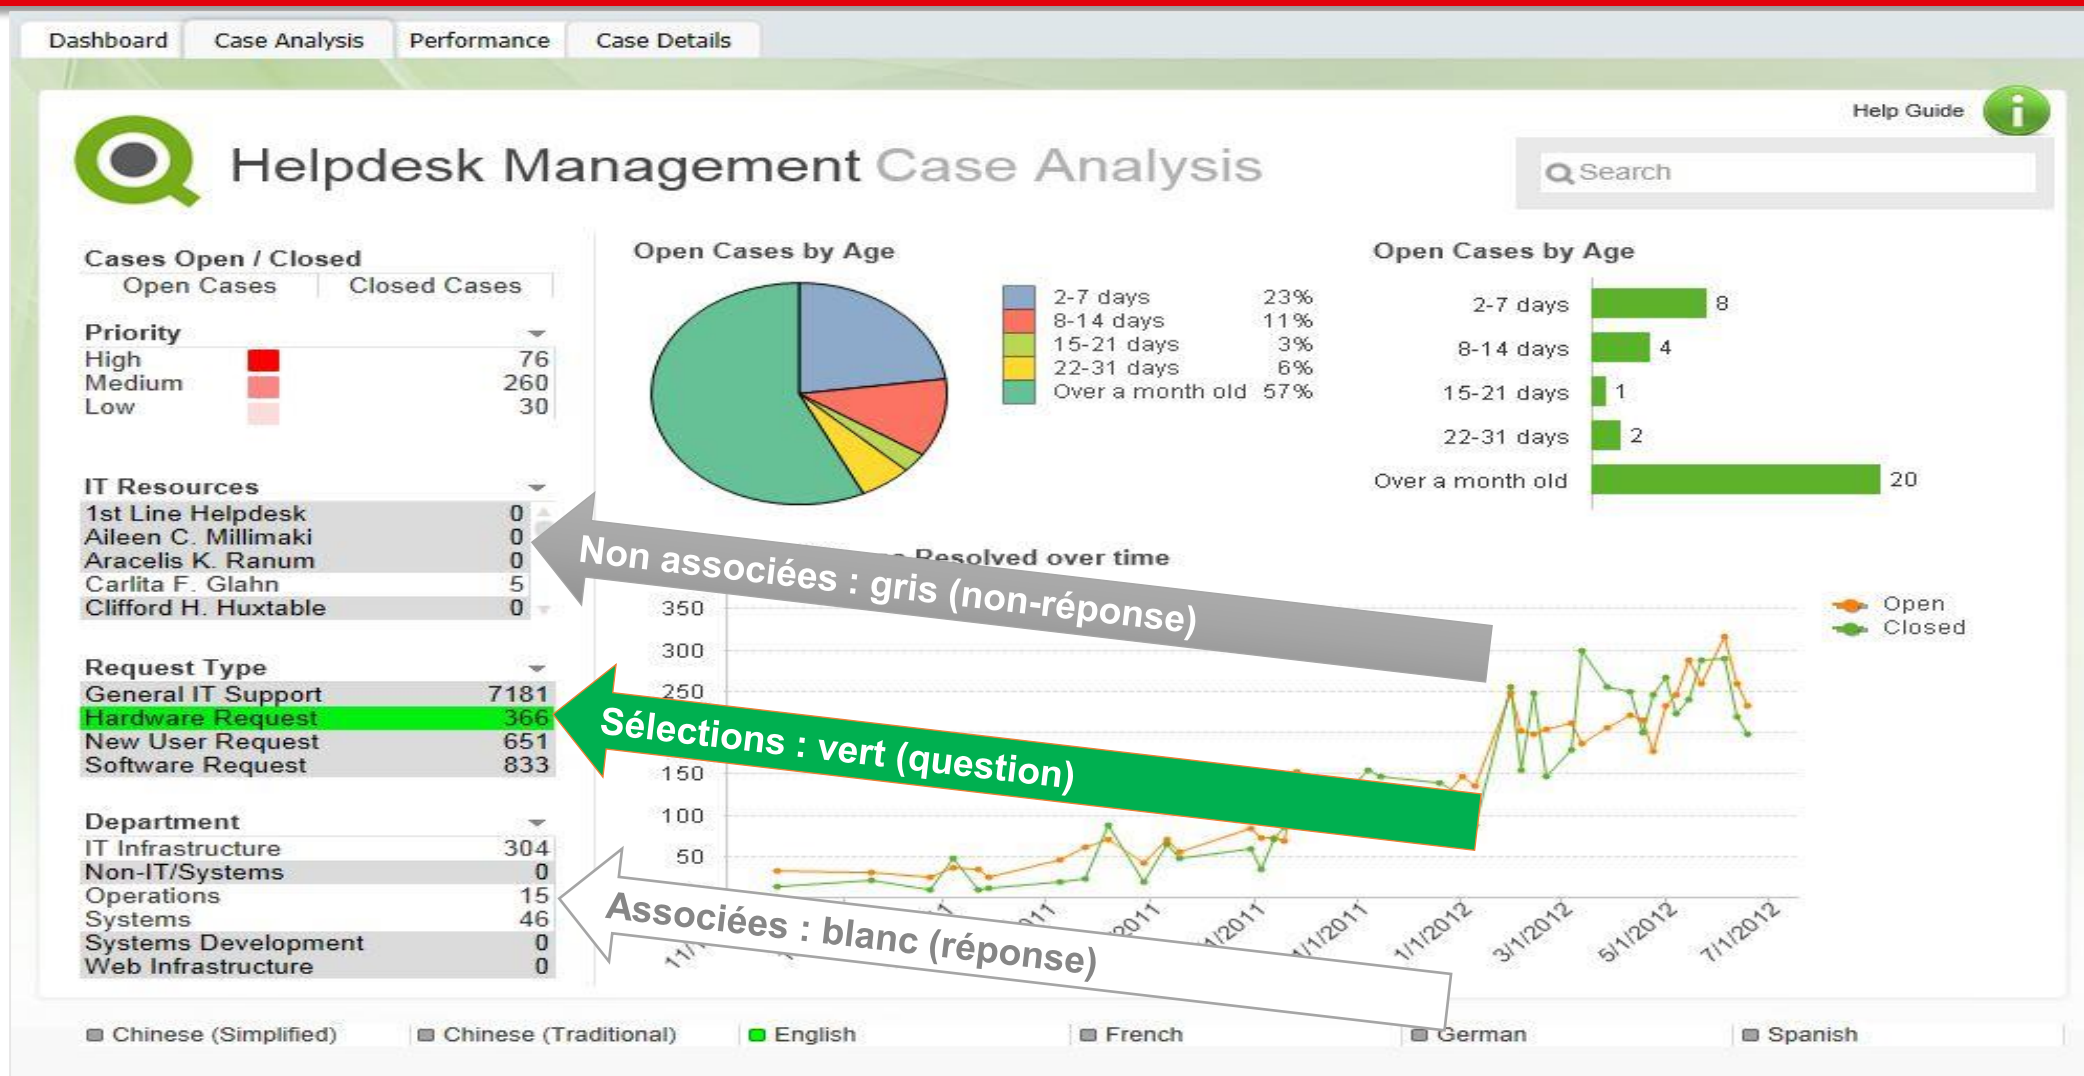 Dashboard Case Analysis Performance Case Details
Help Guide
Helpdesk Management Case Analysis
Search
Cases Open / Closed
Open Cases Closed Cases
Priority
High 76
Medium 260
Low 30
IT Resources
1st Line Helpdesk 0
Aileen C. Millimaki 0
Aracelis K. Ranum 0
Carlita F. Glahn 5
Clifford H. Huxtable 0
Request Type
General IT Support 7181
Hardware Request 366
New User Request 651
Software Request 833
Department
IT Infrastructure 304
Non-IT/Systems 0
Operations 15
Systems 46
Systems Development 0
Web Infrastructure 0
Open Cases by Age
2-7 days 23%
8-14 days 11%
15-21 days 3%
22-31 days 6%
Over a month old 57%
Open Cases by Age
2-7 days 8
8-14 days 4
15-21 days 1
22-31 days 2
Over a month old 20
Resolved over time
Non associées : gris (non-réponse)
Sélections : vert (question)
Associées : blanc (réponse)
350
300
250
150
100
50
1/1/2012 3/1/2012 5/1/2012 7/1/2012
Open
Closed
Chinese (Simplified) Chinese (Traditional) English French German Spanish